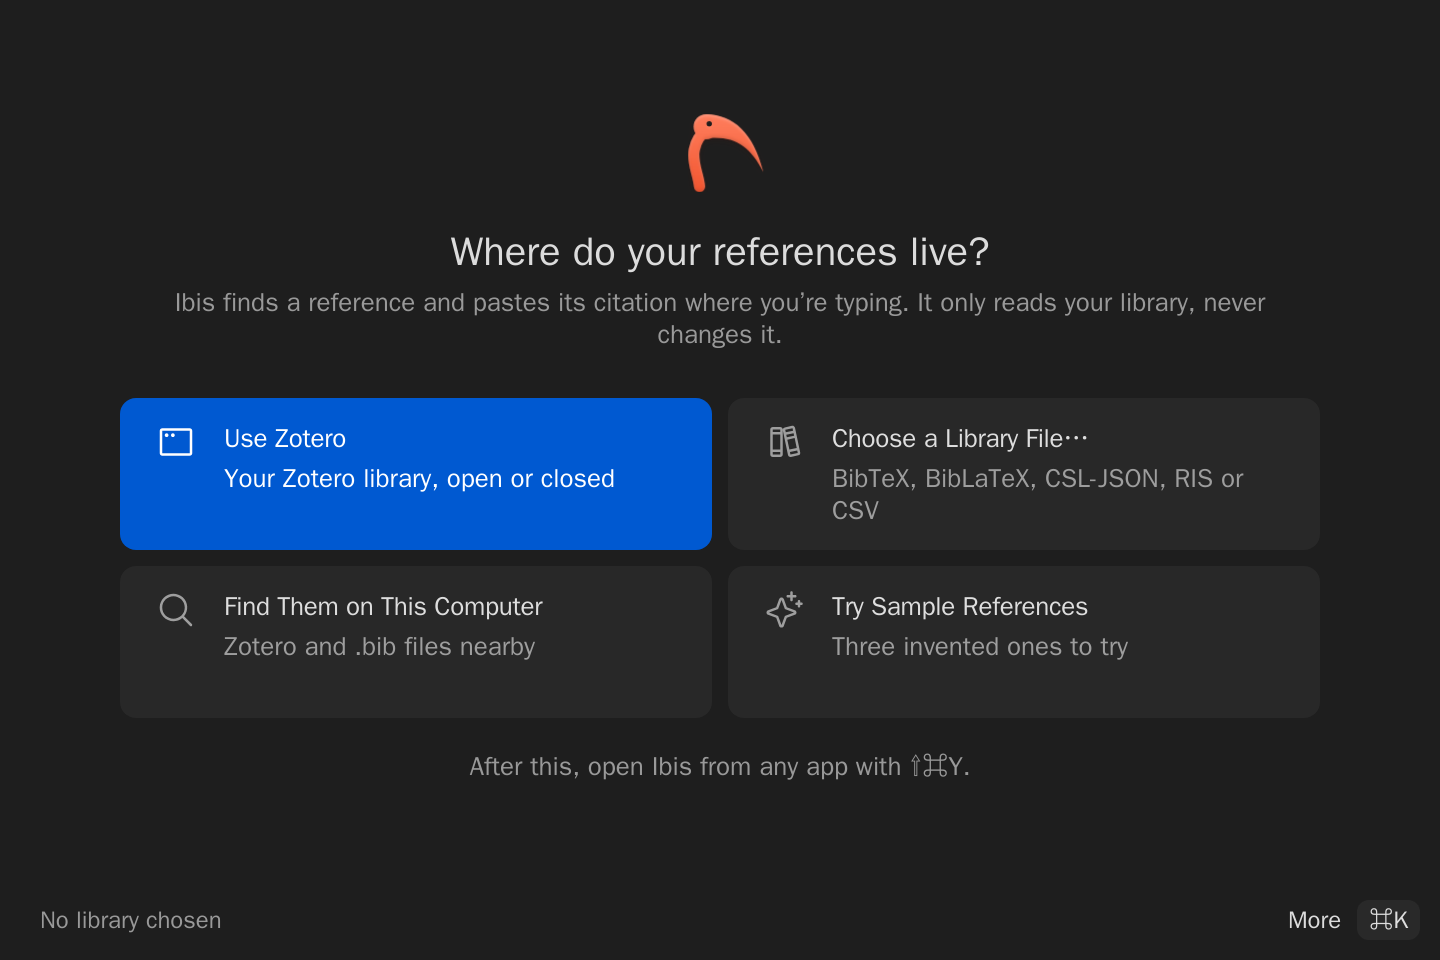 Where do your references live?
Ibis finds a reference and pastes its citation where you’re typing. It only reads your library, never
changes it.
Use Zotero
Your Zotero library, open or closed
Choose a Library File⋯
BibTeX, BibLaTeX, CSL-JSON, RIS or
CSV
Find Them on This Computer
Zotero and .bib files nearby
Try Sample References
Three invented ones to try
After this, open Ibis from any app with ⇧⌘Y.
No library chosen
More ⌘K